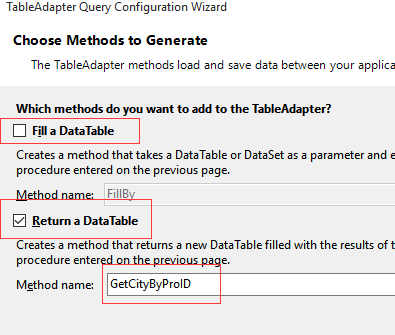 TableAdapter Query Configuration Wizard
Choose Methods to Generate
The TableAdapter methods load and save data between your applica
Which methods do you want to add to the TableAdapter?
Fill a DataTable
Creates a method that takes a DataTable or DataSet as a parameter and e
procedure entered on the previous page.
Method name: FillBy
Return a DataTable
Creates a method that returns a new DataTable filled with the results of t
procedure entered on the previous page.
Method name: GetCityByProID